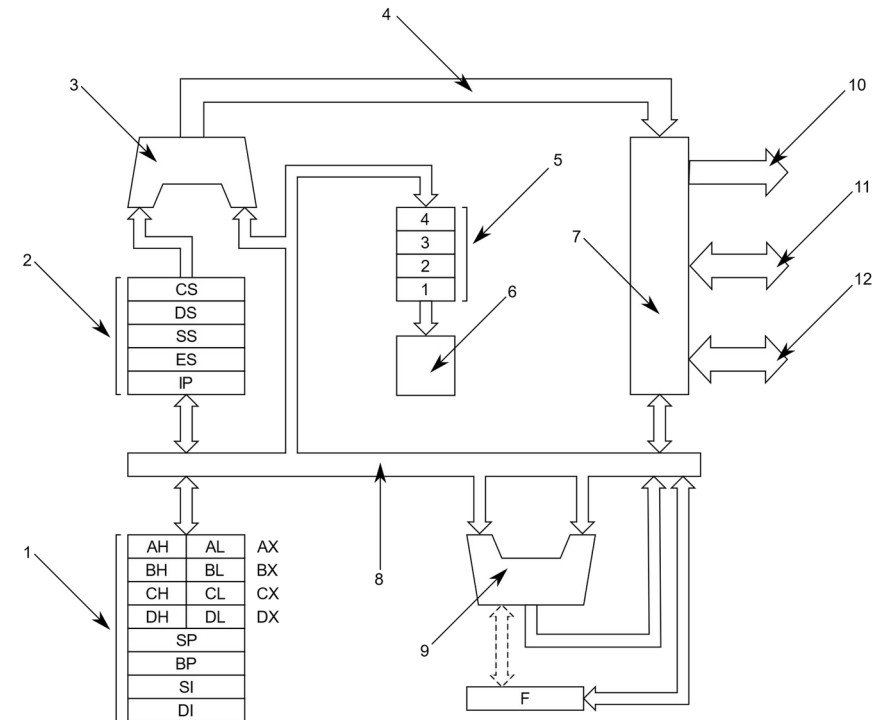 4
3
10
5
11
4
3
7
2
2
12
CS
1
6
DS
SS
ES
IP
1
AH AL AX
BH BL BX
CH CL CX
8
DH DL DX
9
SP
BP
SI
F
DI